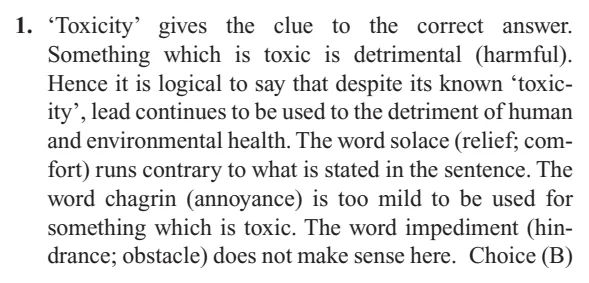 1. ‘Toxicity’ gives the clue to the correct answer.
Something which is toxic is detrimental (harmful).
Hence it is logical to say that despite its known ‘toxic-
ity’, lead continues to be used to the detriment of human
and environmental health. The word solace (relief; com-
fort) runs contrary to what is stated in the sentence. The
word chagrin (annoyance) is too mild to be used for
something which is toxic. The word impediment (hin-
drance; obstacle) does not make sense here. Choice (B)